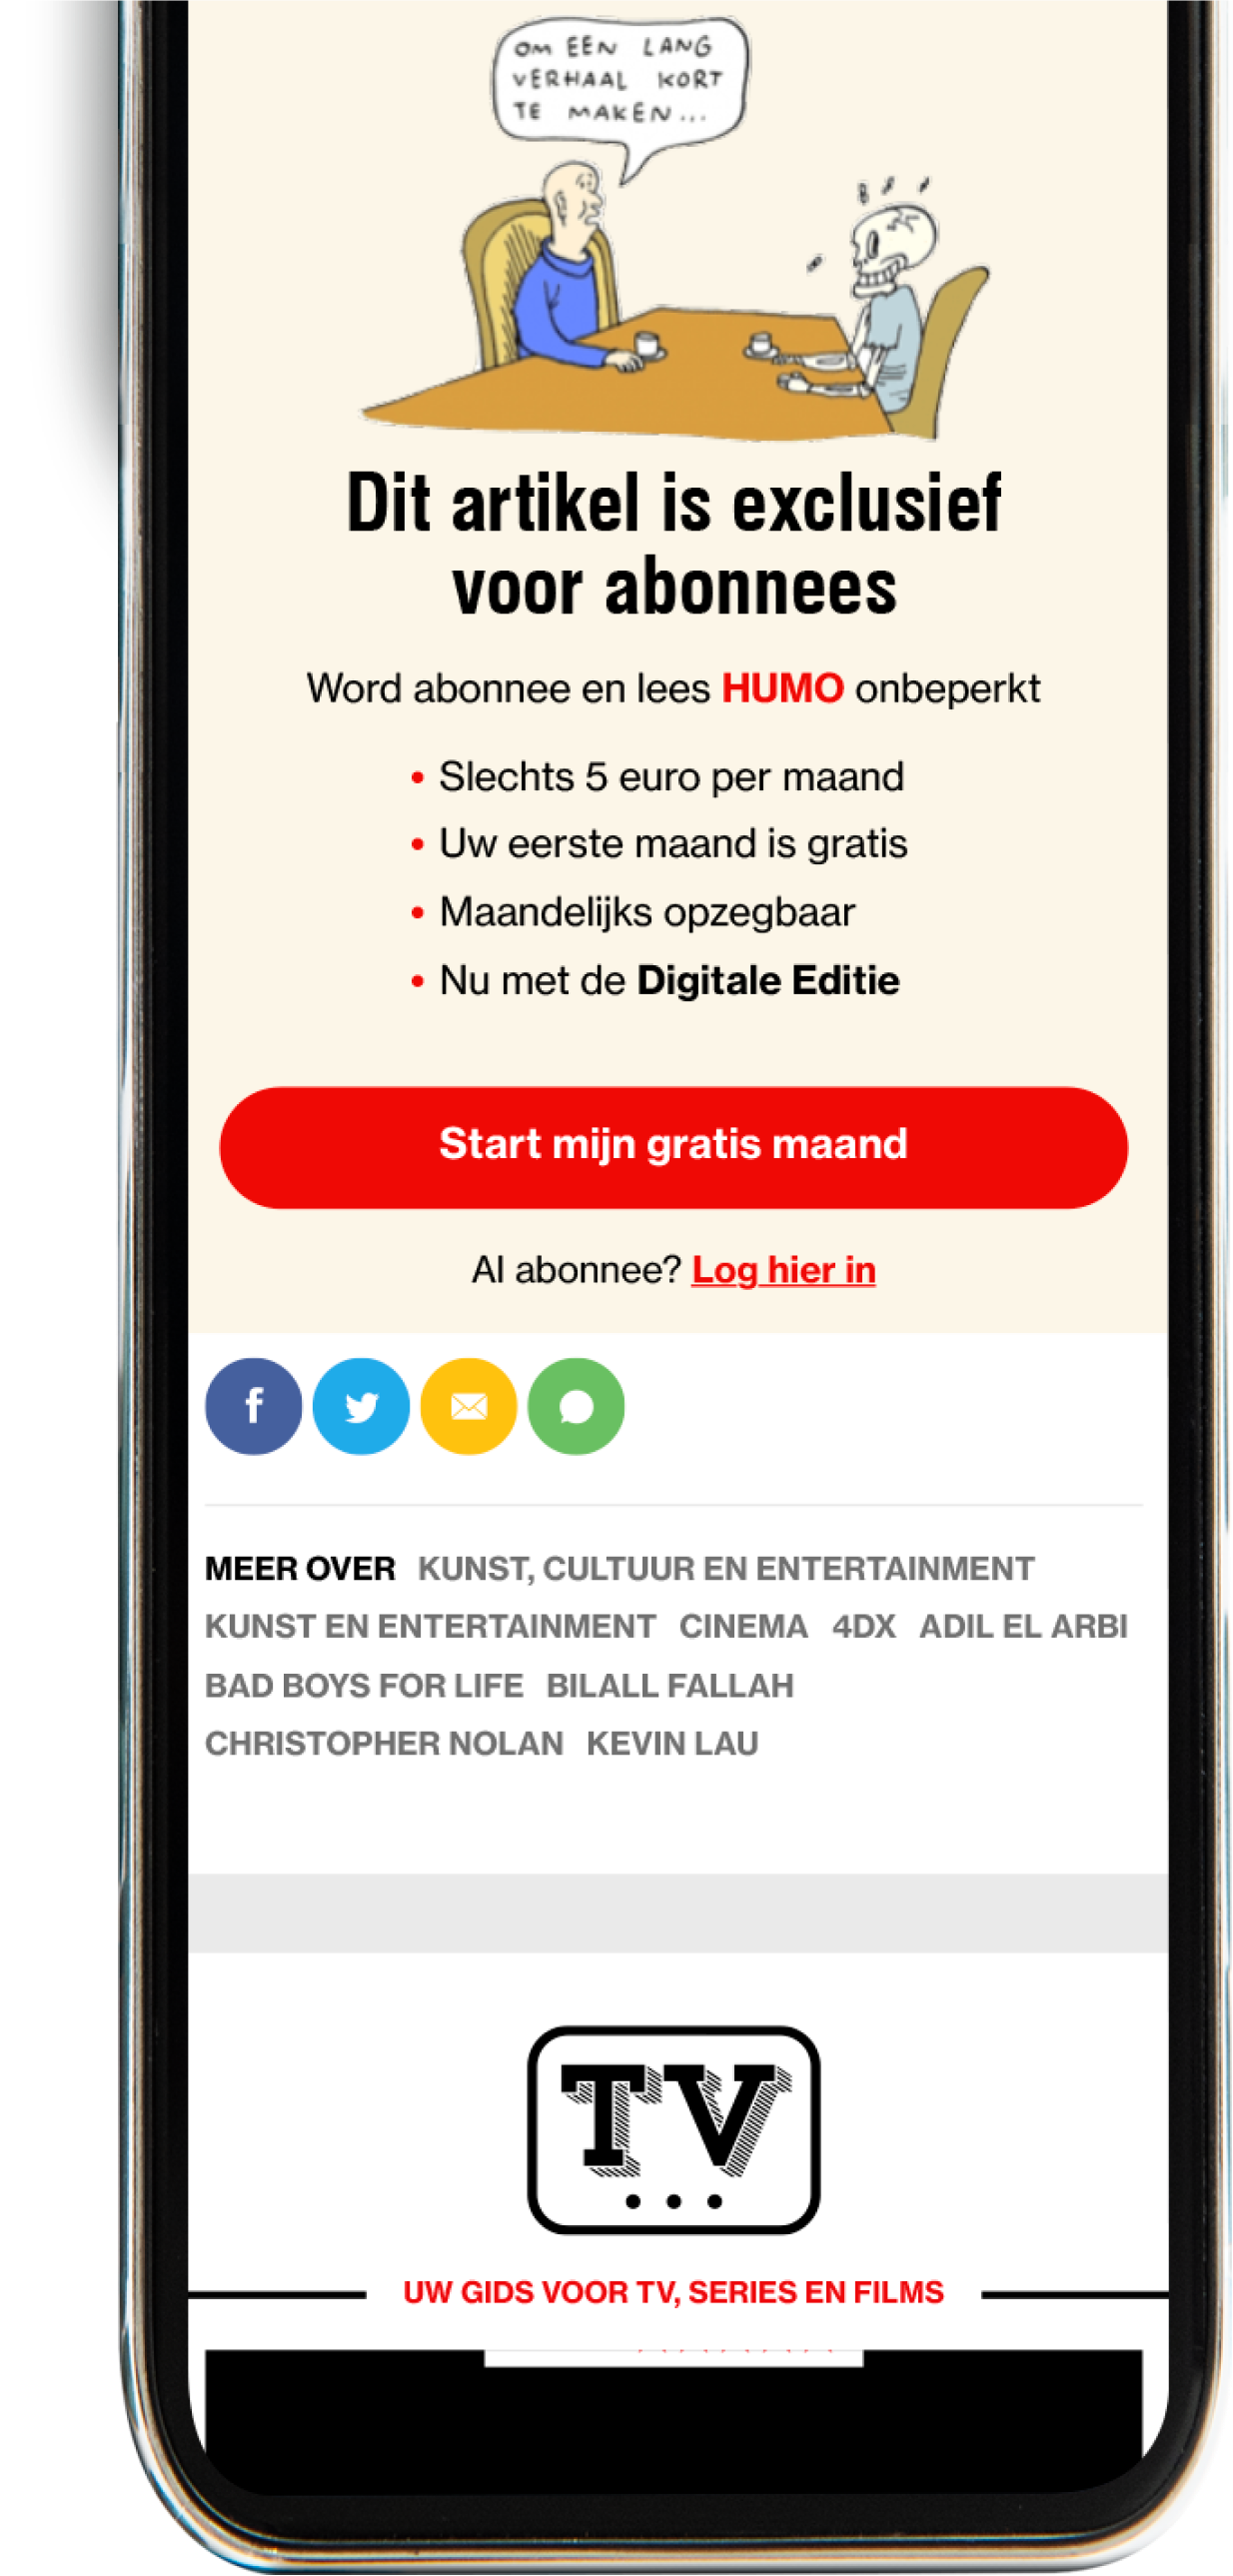 OM EEN LANG
VERHAAL KORT
TE MAKEN...
Dit artikel is exclusief
voor abonnees
Word abonnee en lees HUMO onbeperkt
• Slechts 5 euro per maand
• Uw eerste maand is gratis
• Maandelijks opzegbaar
• Nu met de Digitale Editie
Start mijn gratis maand
Al abonnee? Log hier in
f
MEER OVER KUNST, CULTUUR EN ENTERTAINMENT
KUNST EN ENTERTAINMENT CINEMA 4DX ADIL EL ARBI
BAD BOYS FOR LIFE BILALL FALLAH
CHRISTOPHER NOLAN KEVIN LAU
TV
UW GIDS VOOR TV, SERIES EN FILMS